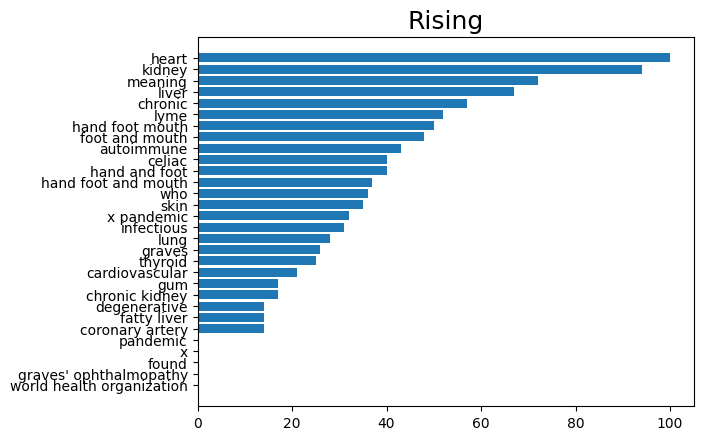 Rising
heart
kidney
meaning
liver
chronic
lyme
hand foot mouth
foot and mouth
autoimmune
celiac
hand and foot
hand foot and mouth
who
skin
x pandemic
infectious
lung
graves
thyroid
cardiovascular
gum
chronic kidney
degenerative
fatty liver
coronary artery
pandemic
x
found
graves' ophthalmopathy
world health organization
0 20 40 60 80 100